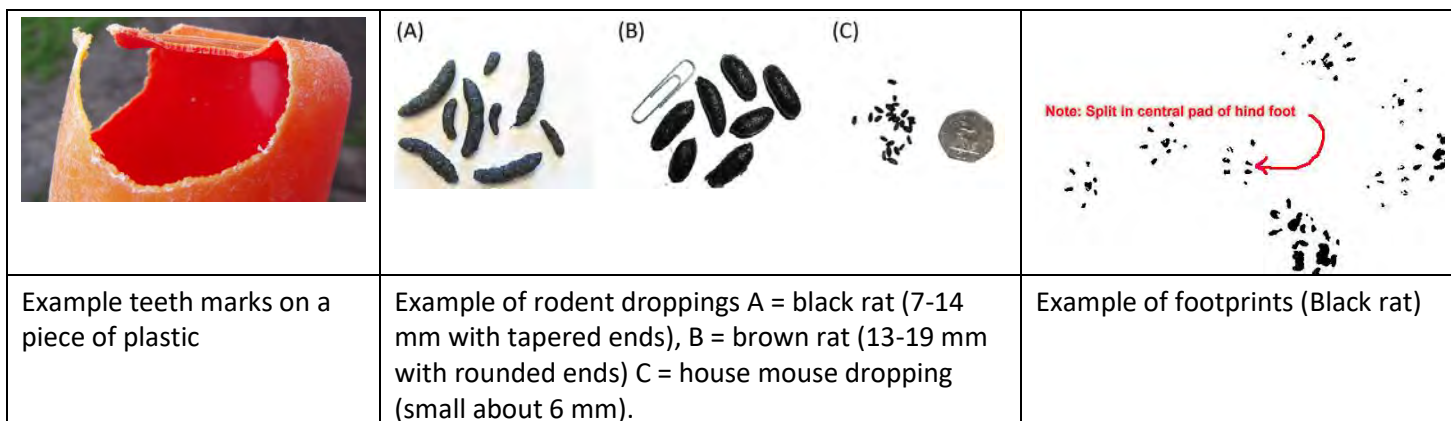 (A)
(B)
(C)
Note: Split in central pad of hind foot
Example teeth marks on a
piece of plastic
Example of rodent droppings A = black rat (7-14
mm with tapered ends), B = brown rat (13-19 mm
with rounded ends) C = house mouse dropping
(small about 6 mm).
Example of footprints (Black rat)